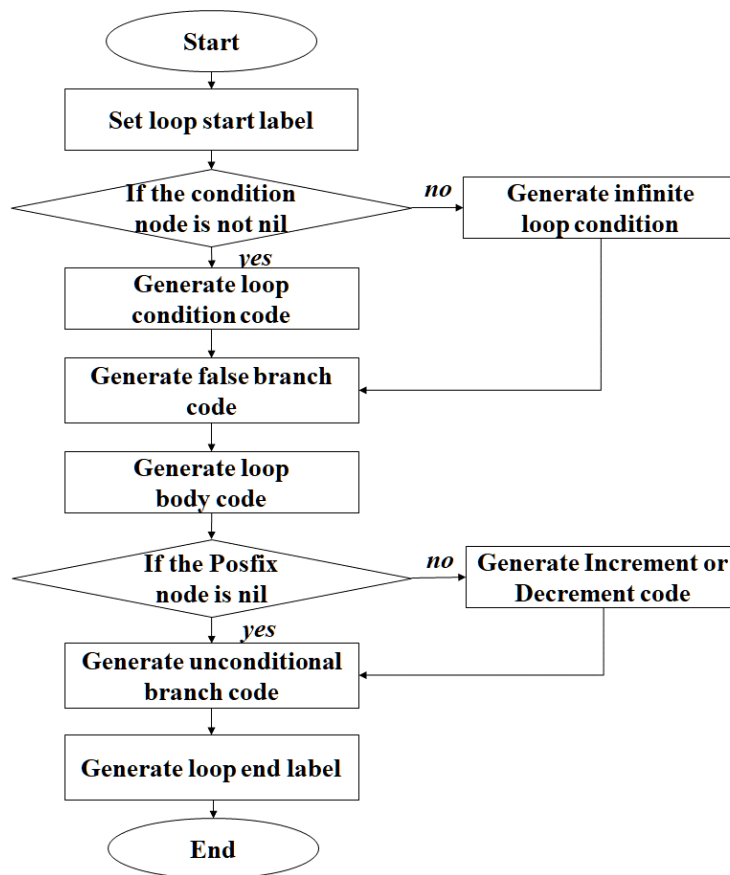 Start
Set loop start label
If the condition
node is not nil
no
Generate infinite
loop condition
yes
Generate loop
condition code
Generate false branch
code
Generate loop
body code
If the Posfix
node is nil
no
Generate Increment or
Decrement code
yes
Generate unconditional
branch code
Generate loop end label
End